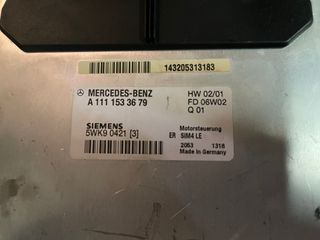 143205313183
MERCEDES-BENZ HW 02/01
A 111 153 36 79 FD 06W02
Q 01
SIEMENS Motorsteuerung
5WK9 0421 [3] ER SIM4 LE
2053 1316
Made in Germany